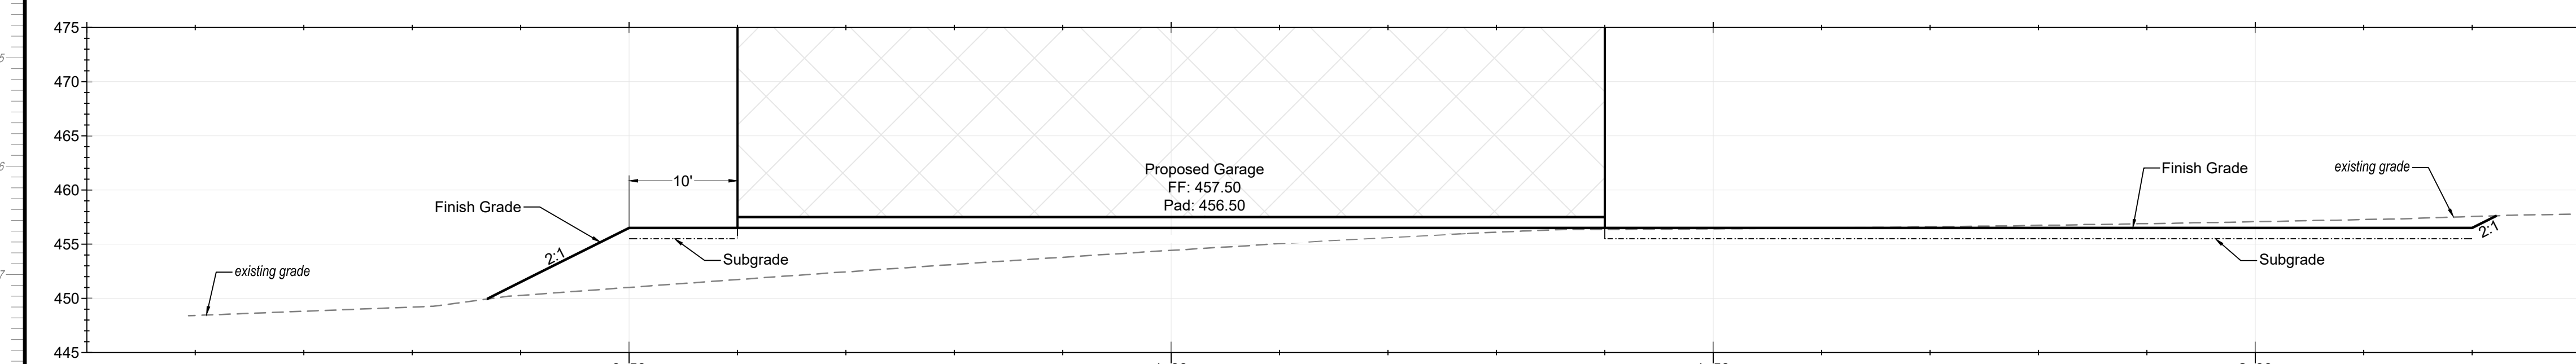 475
470
465
460
455
450
445
10'
Proposed Garage
FF: 457.50
Pad: 456.50
Finish Grade
2:1
Subgrade
existing grade
Finish Grade
existing grade
2:1
Subgrade